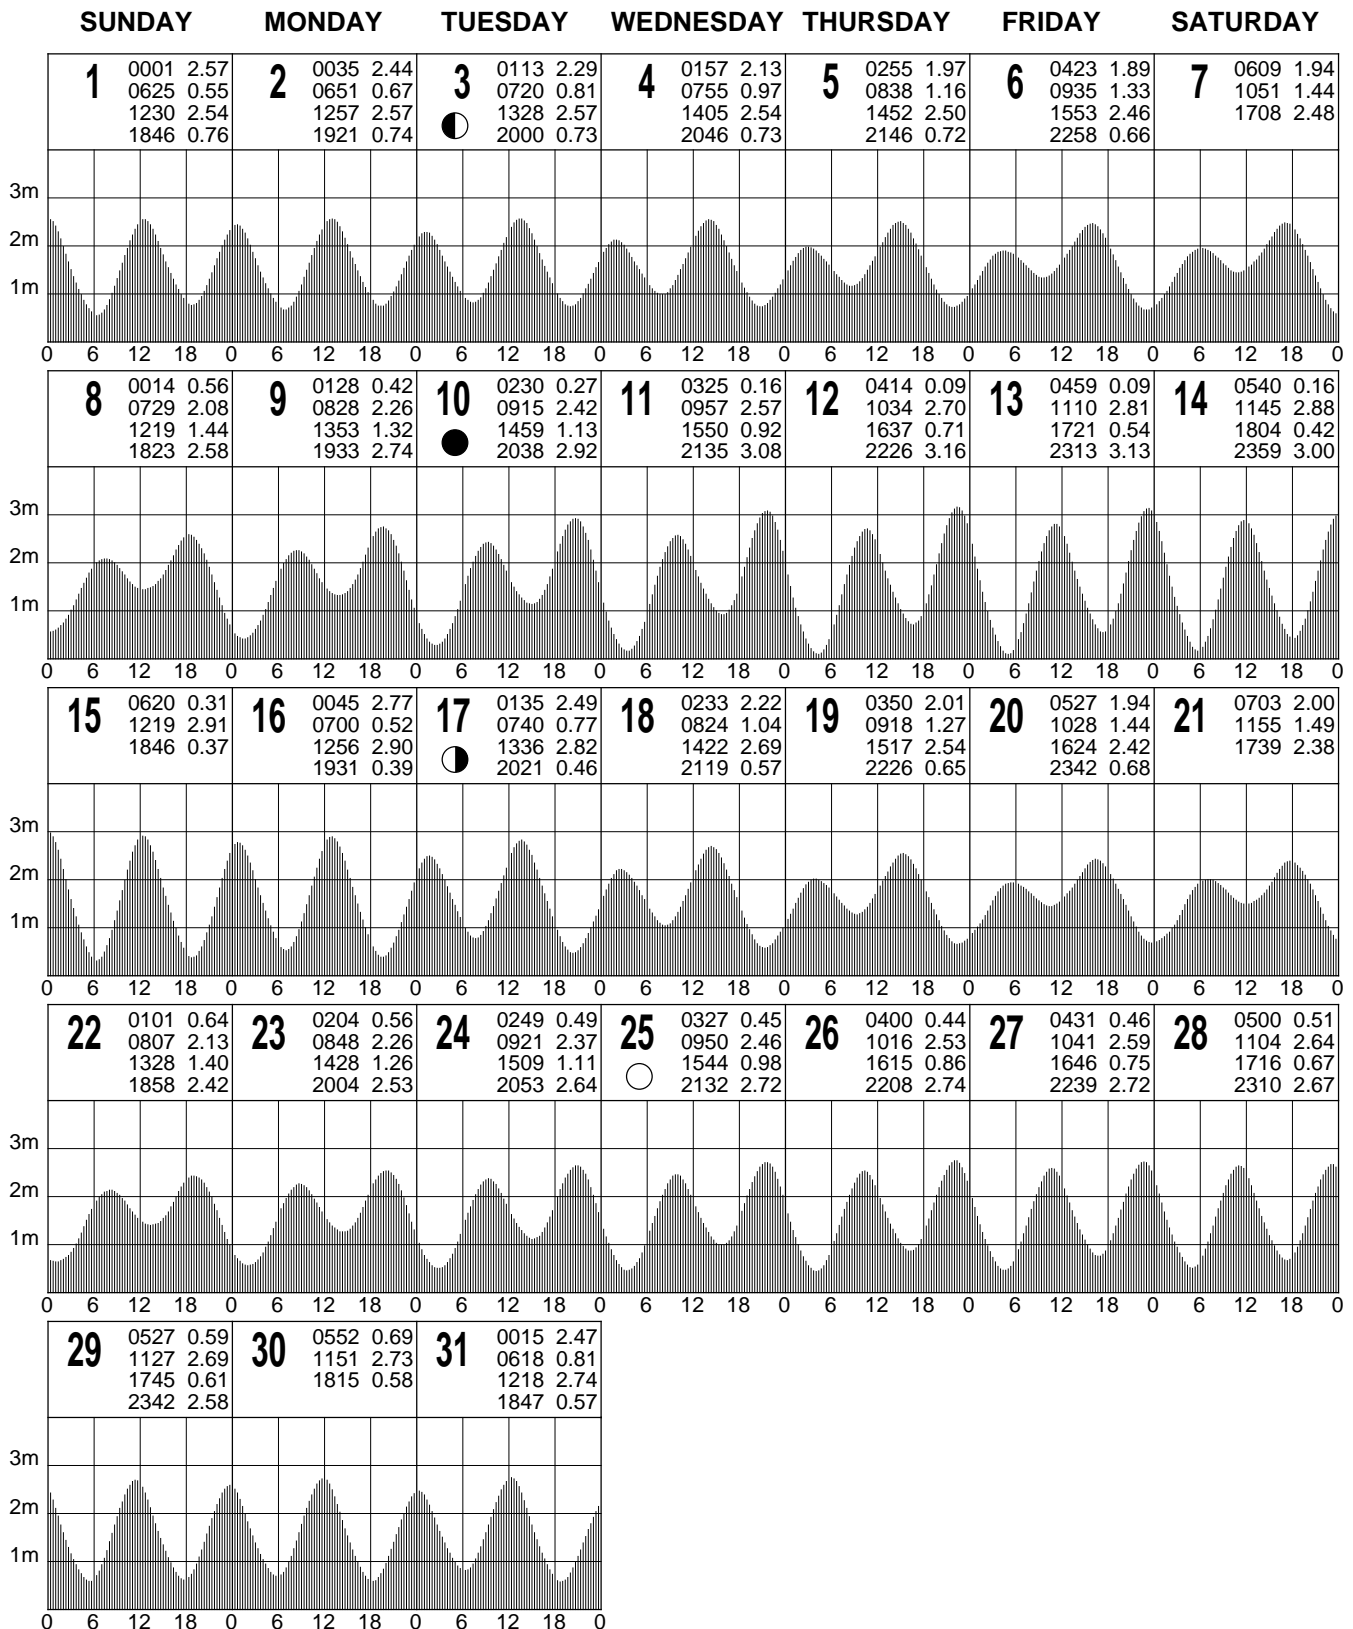 SUNDAY MONDAY TUESDAY WEDNESDAY THURSDAY FRIDAY SATURDAY
1 0001 2.57
0625 0.55
1230 2.54
1846 0.76
2 0035 2.44
0651 0.67
1257 2.57
1921 0.74
3 0113 2.29
0720 0.81
1328 2.57
2000 0.73
4 0157 2.13
0755 0.97
1405 2.54
2046 0.73
5 0255 1.97
0838 1.16
1452 2.50
2146 0.72
6 0423 1.89
0935 1.33
1553 2.46
2258 0.66
7 0609 1.94
1051 1.44
1708 2.48
3m
2m
1m
0 6 12 18 0 6 12 18 0 6 12 18 0 6 12 18 0 6 12 18 0 6 12 18 0 6 12 18 0
8 0014 0.56
0729 2.08
1219 1.44
1823 2.58
9 0128 0.42
0828 2.26
1353 1.32
1933 2.74
10 0230 0.27
0915 2.42
1459 1.13
2038 2.92
11 0325 0.16
0957 2.57
1550 0.92
2135 3.08
12 0414 0.09
1034 2.70
1637 0.71
2226 3.16
13 0459 0.09
1110 2.81
1721 0.54
2313 3.13
14 0540 0.16
1145 2.88
1804 0.42
2359 3.00
3m
2m
1m
0 6 12 18 0 6 12 18 0 6 12 18 0 6 12 18 0 6 12 18 0 6 12 18 0 6 12 18 0
15 0620 0.31
1219 2.91
1846 0.37
16 0045 2.77
0700 0.52
1256 2.90
1931 0.39
17 0135 2.49
0740 0.77
1336 2.82
2021 0.46
18 0233 2.22
0824 1.04
1422 2.69
2119 0.57
19 0350 2.01
0918 1.27
1517 2.54
2226 0.65
20 0527 1.94
1028 1.44
1624 2.42
2342 0.68
21 0703 2.00
1155 1.49
1739 2.38
3m
2m
1m
0 6 12 18 0 6 12 18 0 6 12 18 0 6 12 18 0 6 12 18 0 6 12 18 0 6 12 18 0
22 0101 0.64
0807 2.13
1328 1.40
1858 2.42
23 0204 0.56
0848 2.26
1428 1.26
2004 2.53
24 0249 0.49
0921 2.37
1509 1.11
2053 2.64
25 0327 0.45
0950 2.46
1544 0.98
2132 2.72
26 0400 0.44
1016 2.53
1615 0.86
2208 2.74
27 0431 0.46
1041 2.59
1646 0.75
2239 2.72
28 0500 0.51
1104 2.64
1716 0.67
2310 2.67
3m
2m
1m
0 6 12 18 0 6 12 18 0 6 12 18 0 6 12 18 0 6 12 18 0 6 12 18 0 6 12 18 0
29 0527 0.59
1127 2.69
1745 0.61
2342 2.58
30 0552 0.69
1151 2.73
1815 0.58
31 0015 2.47
0618 0.81
1218 2.74
1847 0.57
3m
2m
1m
0 6 12 18 0 6 12 18 0 6 12 18 0